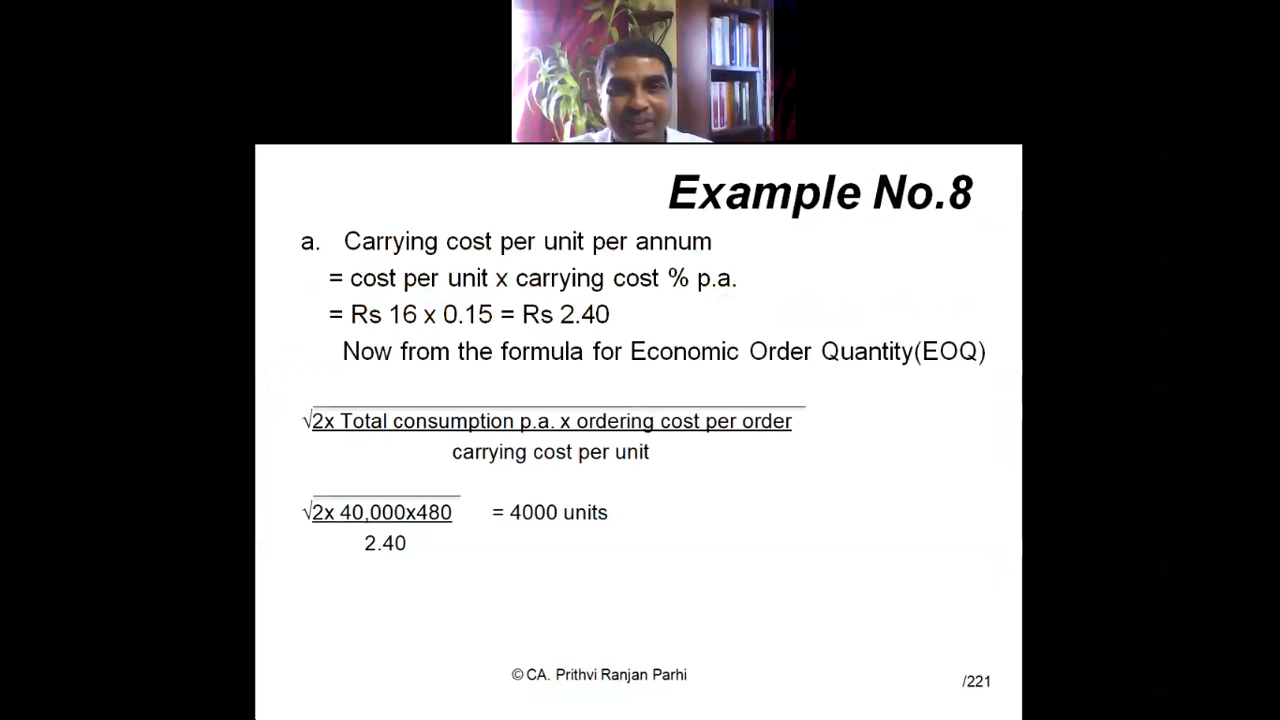 Example No.8
a. Carrying cost per unit per annum
= cost per unit x carrying cost % p.a.
= Rs 16 x 0.15 = Rs 2.40
Now from the formula for Economic Order Quantity(EOQ)
√2x Total consumption p.a. x ordering cost per order
carrying cost per unit
√2x 40,000x480 = 4000 units
2.40
© CA. Prithvi Ranjan Parhi
/221